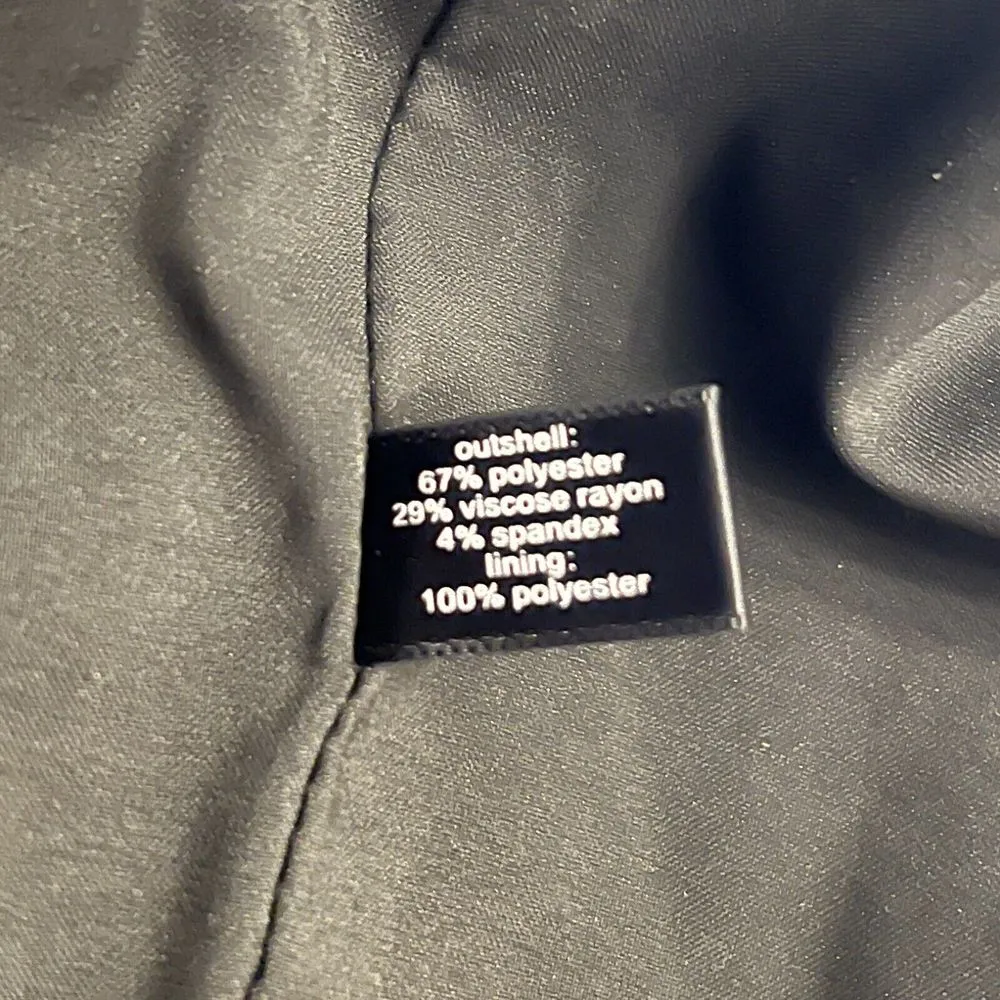 outshell:
67% polyester
29% viscose rayon
4% spandex
lining:
100% polyester